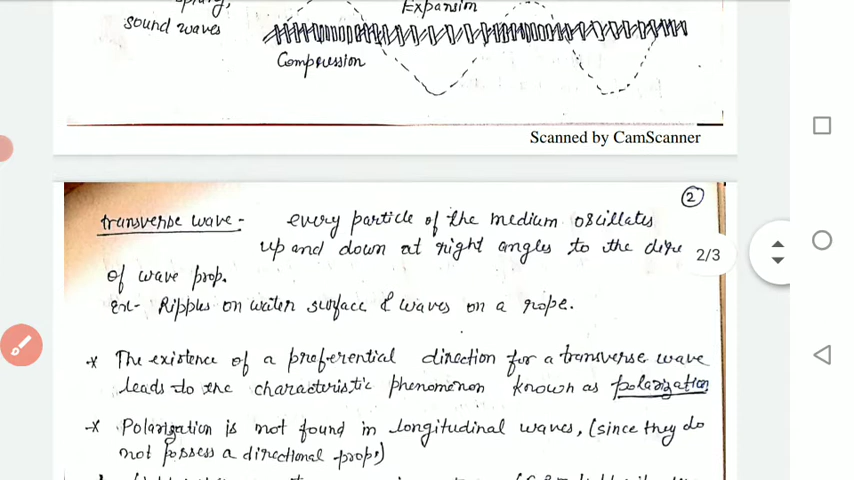 sound waves
Expansion
Compression
Scanned by CamScanner
②
transverse wave- every particle of the medium oscillates
up and down at right angles to the dirⁿ
2/3
of wave prop.
Ex- Ripples on water surface & waves on a rope.
* The existence of a preferential direction for a transverse wave
leads to the characteristic phenomenon known as polarization
* Polarization is not found in longitudinal waves, (since they do
not possess a directional prop.)